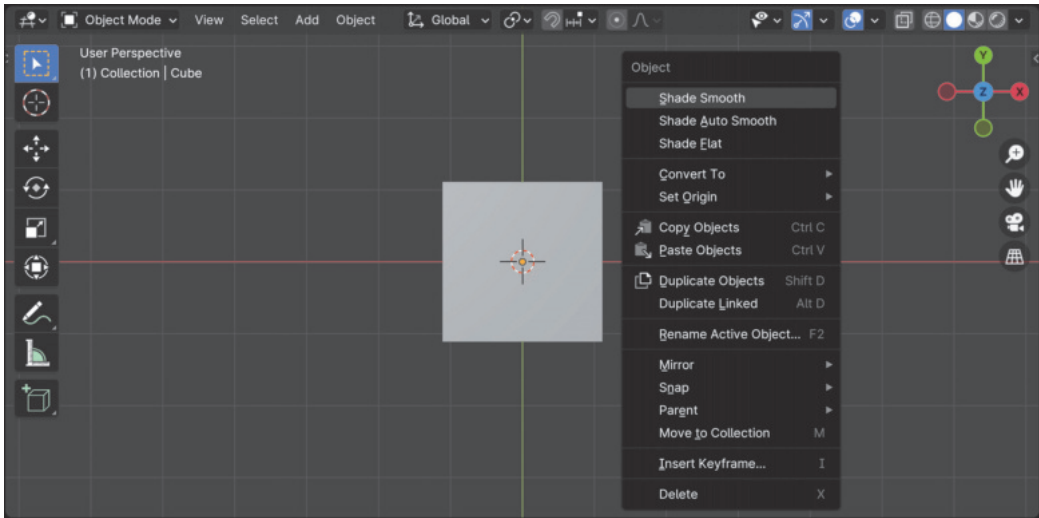 Object Mode View Select Add Object Global
User Perspective
(1) Collection | Cube
Y
Z X
Object
Shade Smooth
Shade Auto Smooth
Shade Flat
Convert To
Set Origin
Copy Objects Ctrl C
Paste Objects Ctrl V
Duplicate Objects Shift D
Duplicate Linked Alt D
Rename Active Object... F2
Mirror
Snap
Parent
Move to Collection M
Insert Keyframe... I
Delete X